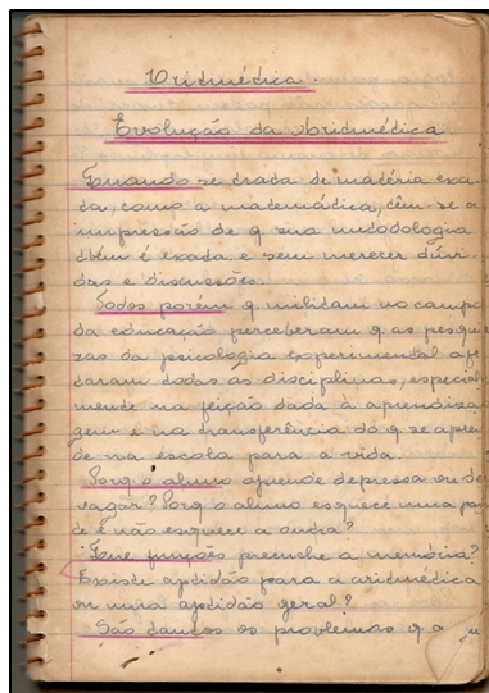 Aritmética.
Evolução da Aritmética
Quando se trata de matéria exa-
ta, como a matemática, têm-se a
impressão de q sua metodologia
tbém é exata e sem merecer dúvi-
das e discussões.
Todos porém q militam no campo
da educação perceberam q as pesqui
zas da psicologia experimental afe
taram todas as disciplinas, especial
mente na feição dada à aprendiza
gem e na transferência do q se apren
de na escola para a vida.
Porq o aluno aprende depressa ou de
vagar? Porq o aluno esquece uma par
te e não esquece a outra?
Que funções preenche a memória?
Existe aptidão para a aritmética
ou uma aptidão geral?
São tantos os problemas q a